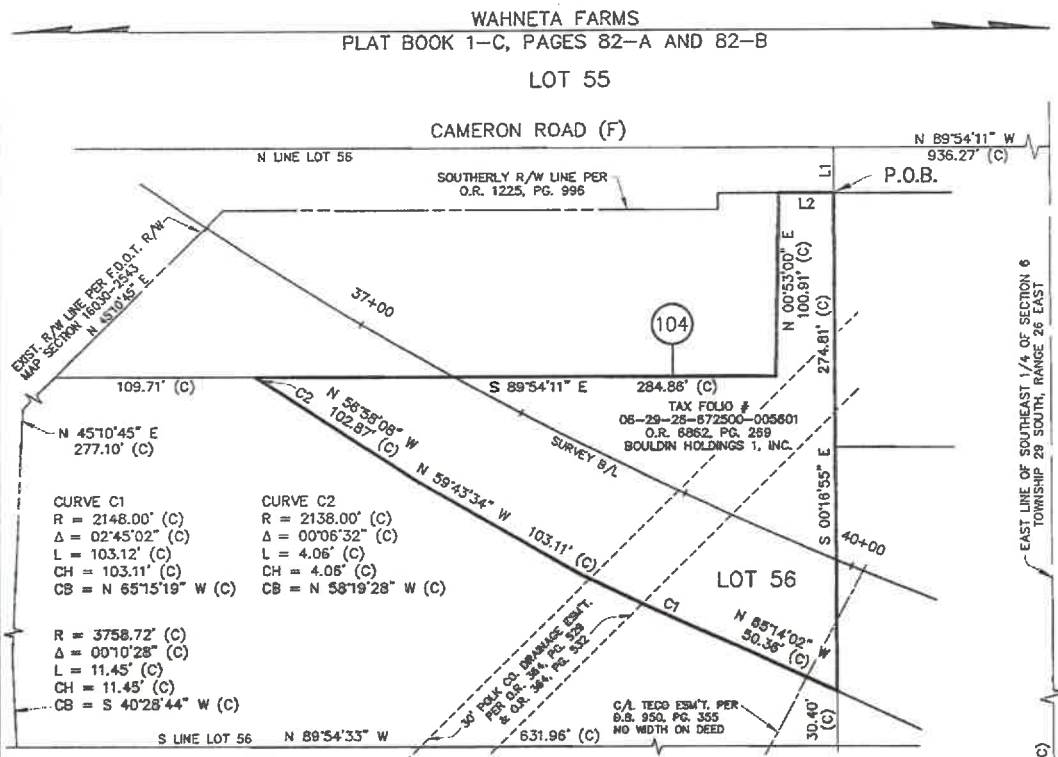 WAHNETA FARMS
PLAT BOOK 1-C, PAGES 82-A AND 82-B
LOT 55
CAMERON ROAD (F)
N LINE LOT 56
N 89°54'11" W
936.27' (C)
L1
P.O.B.
SOUTHERLY R/W LINE PER
O.R. 1225, PG. 996
L2
EXIST. R/W LINE PER F.D.O.T. R/W
MAP SECTION 16030-2543
N 45°10'45" E
37+00
104
N 00°53'00" E
100.91' (C)
274.81' (C)
S 00°16'55" E
EAST LINE OF SOUTHEAST 1/4 OF SECTION 6
TOWNSHIP 29 SOUTH, RANGE 26 EAST
109.71' (C)
S 89°54'11" E
284.86' (C)
C2
N 56°58'08" W
102.87' (C)
TAX FOLIO #
06-29-26-672500-005601
O.R. 6862, PG. 269
BOULDIN HOLDINGS 1, INC.
N 45°10'45" E
277.10' (C)
SURVEY B/L
N 59°43'34" W
103.11' (C)
CURVE C1
R = 2148.00' (C)
Δ = 02°45'02" (C)
L = 103.12' (C)
CH = 103.11' (C)
CB = N 65°15'19" W (C)
CURVE C2
R = 2138.00' (C)
Δ = 00°06'32" (C)
L = 4.06' (C)
CH = 4.06' (C)
CB = N 58°19'28" W (C)
40+00
LOT 56
C1
N 65°14'02" W
50.36' (C)
R = 3758.72' (C)
Δ = 00°10'28" (C)
L = 11.45' (C)
CH = 11.45' (C)
CB = S 40°28'44" W (C)
30' POLK CO. DRAINAGE ESM'T.
PER O.R. 364, PG. 529
& O.R. 364, PG. 532
C/L TECO ESM'T. PER
D.B. 950, PG. 355
NO WIDTH ON DEED
30.40'
(C)
S LINE LOT 56
N 89°54'33" W
631.96' (C)
C)